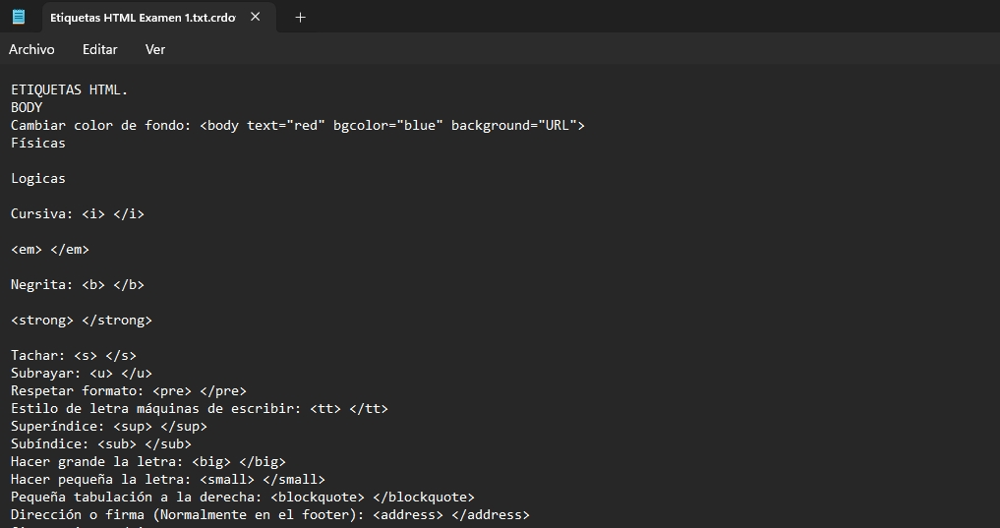 Etiquetas HTML Examen 1.txt.crdo
Archivo Editar Ver
ETIQUETAS HTML.
BODY
Cambiar color de fondo: <body text="red" bgcolor="blue" background="URL">
Físicas
Logicas
Cursiva: <i> </i>
<em> </em>
Negrita: <b> </b>
<strong> </strong>
Tachar: <s> </s>
Subrayar: <u> </u>
Respetar formato: <pre> </pre>
Estilo de letra máquinas de escribir: <tt> </tt>
Superíndice: <sup> </sup>
Subíndice: <sub> </sub>
Hacer grande la letra: <big> </big>
Hacer pequeña la letra: <small> </small>
Pequeña tabulación a la derecha: <blockquote> </blockquote>
Dirección o firma (Normalmente en el footer): <address> </address>